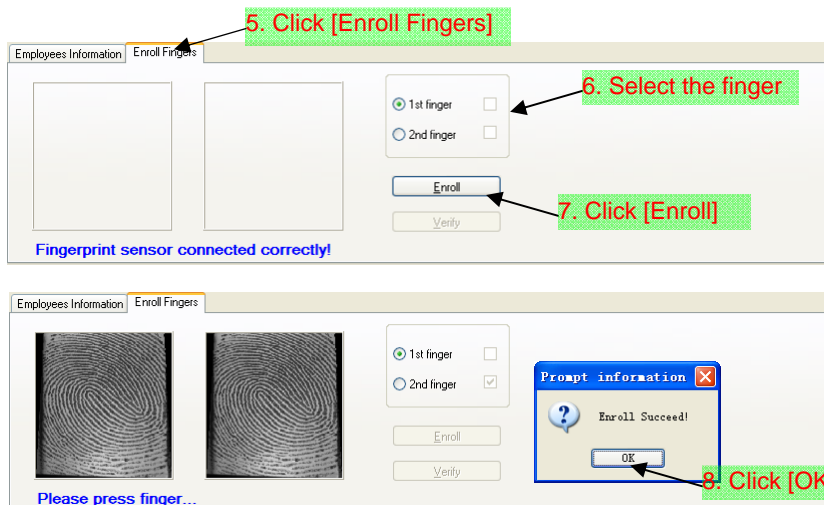 5. Click [Enroll Fingers]
Employees Information Enroll Fingers
6. Select the finger
1st finger
2nd finger
Enroll
7. Click [Enroll]
Verify
Fingerprint sensor connected correctly!
Employees Information Enroll Fingers
1st finger
2nd finger
Prompt information
Enroll Succeed!
Enroll
OK
Verify
8. Click [OK
Please press finger...